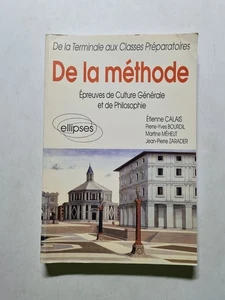 De la Terminale aux Classes Préparatoires
De la méthode
Épreuves de Culture Générale
et de Philosophie
ellipses
Étienne CALAIS
Pierre-Yves BOURDIL
Martine MÉHEUT
Jean-Pierre ZARADER